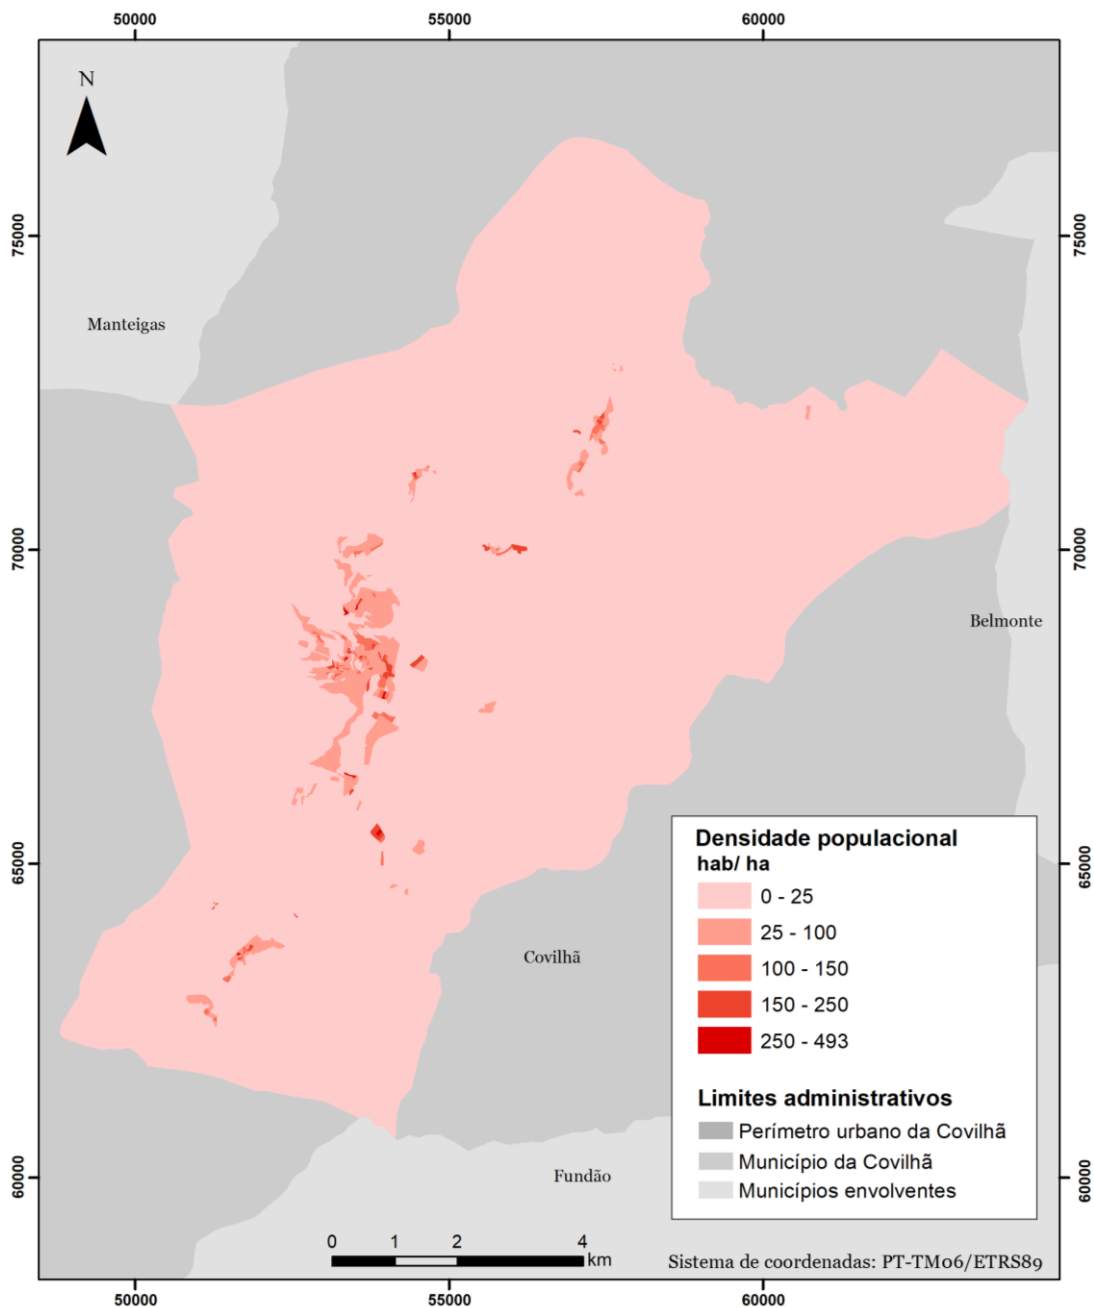 50000 55000 60000
N
75000 75000
Manteigas
70000 70000
Belmonte
Densidade populacional
hab/ ha
0 - 25
65000 65000
25 - 100
Covilhã
100 - 150
150 - 250
250 - 493
Limites administrativos
Perímetro urbano da Covilhã
Município da Covilhã
60000 Fundão 60000
Municípios envolventes
0 1 2 4
km
Sistema de coordenadas: PT-TM06/ETRS89
50000 55000 60000